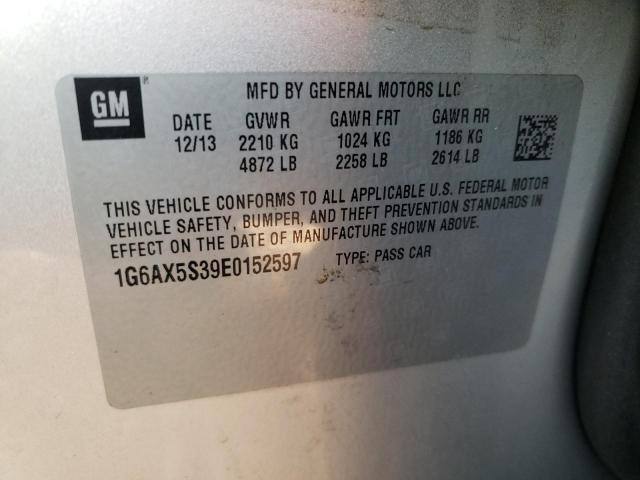 GM
MFD BY GENERAL MOTORS LLC
DATE GVWR GAWR FRT GAWR RR
12/13 2210 KG 1024 KG 1186 KG
4872 LB 2258 LB 2614 LB
THIS VEHICLE CONFORMS TO ALL APPLICABLE U.S. FEDERAL MOTOR
VEHICLE SAFETY, BUMPER, AND THEFT PREVENTION STANDARDS IN
EFFECT ON THE DATE OF MANUFACTURE SHOWN ABOVE.
1G6AX5S39E0152597 TYPE: PASS CAR